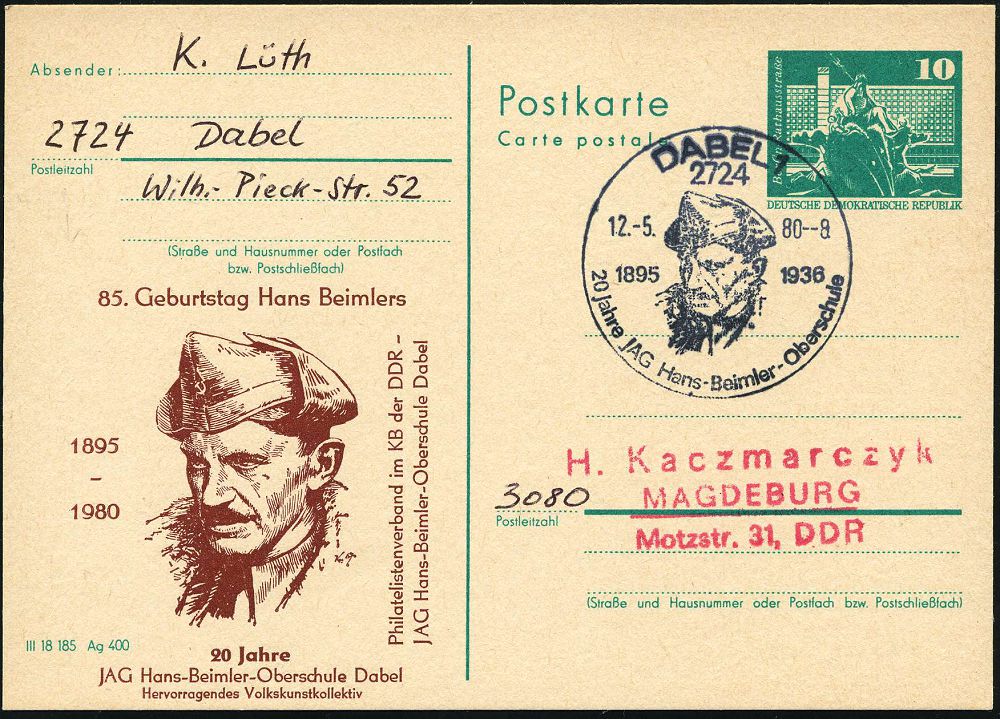 Absender: K. Lüth
2724 Dabel
Postleitzahl
Wilh.- Pieck-Str. 52
(Straße und Hausnummer oder Postfach
bzw. Postschließfach)
85. Geburtstag Hans Beimlers
1895
–
1980
Philatelistenverband im KB der DDR –
JAG Hans-Beimler-Oberschule Dabel
III 18 185 Ag 400
20 Jahre
JAG Hans-Beimler-Oberschule Dabel
Hervorragendes Volkskunstkollektiv
Postkarte
Carte postale
10
Rathausstraße
DEUTSCHE DEMOKRATISCHE REPUBLIK
DABEL 1
2724
12.-5. 80--8
1895 1936
20 Jahre JAG Hans-Beimler-Oberschule
H. Kaczmarczyk
3080 MAGDEBURG
Postleitzahl
Motzstr. 31, DDR
(Straße und Hausnummer oder Postfach bzw. Postschließfach)